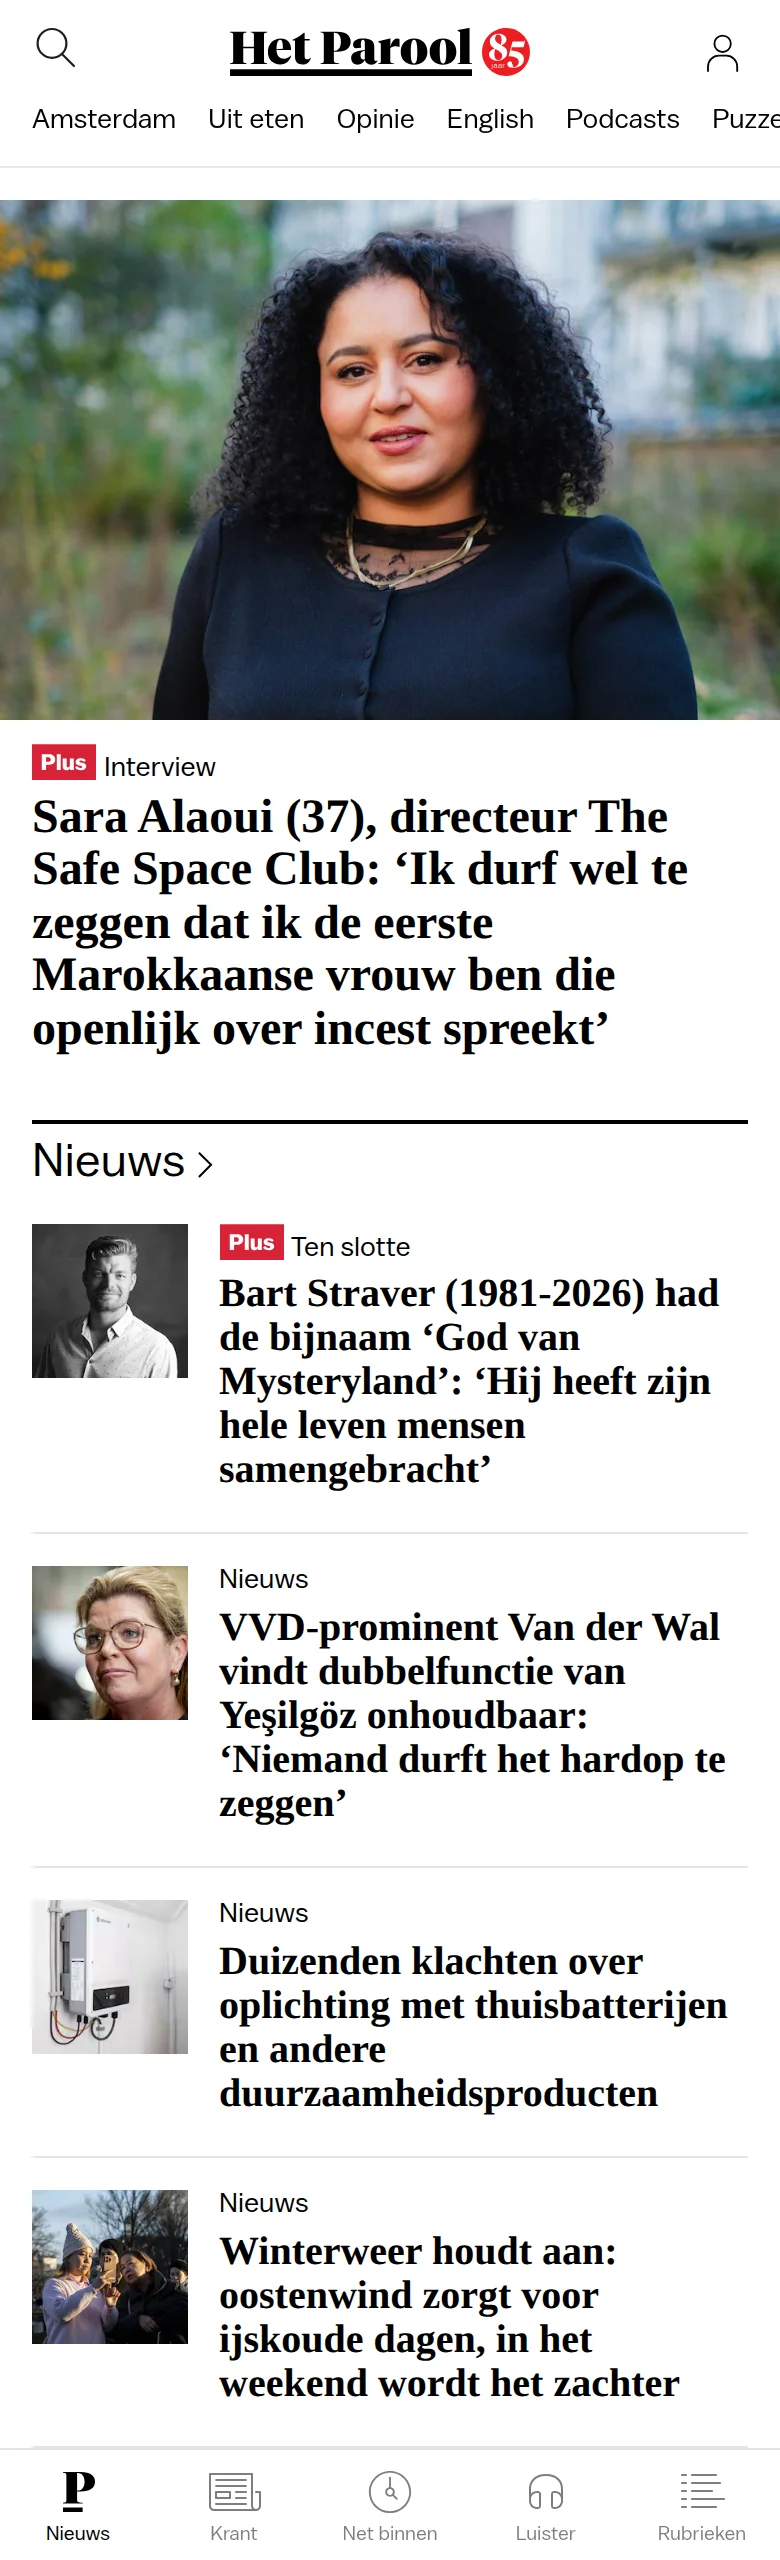 Het Parool 85 jaar
Amsterdam Uit eten Opinie English Podcasts Puzze
Plus Interview
Sara Alaoui (37), directeur The
Safe Space Club: ‘Ik durf wel te
zeggen dat ik de eerste
Marokkaanse vrouw ben die
openlijk over incest spreekt’
Nieuws
Plus Ten slotte
Bart Straver (1981-2026) had
de bijnaam ‘God van
Mysteryland’: ‘Hij heeft zijn
hele leven mensen
samengebracht’
Nieuws
VVD-prominent Van der Wal
vindt dubbelfunctie van
Yeşilgöz onhoudbaar:
‘Niemand durft het hardop te
zeggen’
Nieuws
Duizenden klachten over
oplichting met thuisbatterijen
en andere
duurzaamheidsproducten
Nieuws
Winterweer houdt aan:
oostenwind zorgt voor
ijskoude dagen, in het
weekend wordt het zachter
P
Nieuws Krant Net binnen Luister Rubrieken